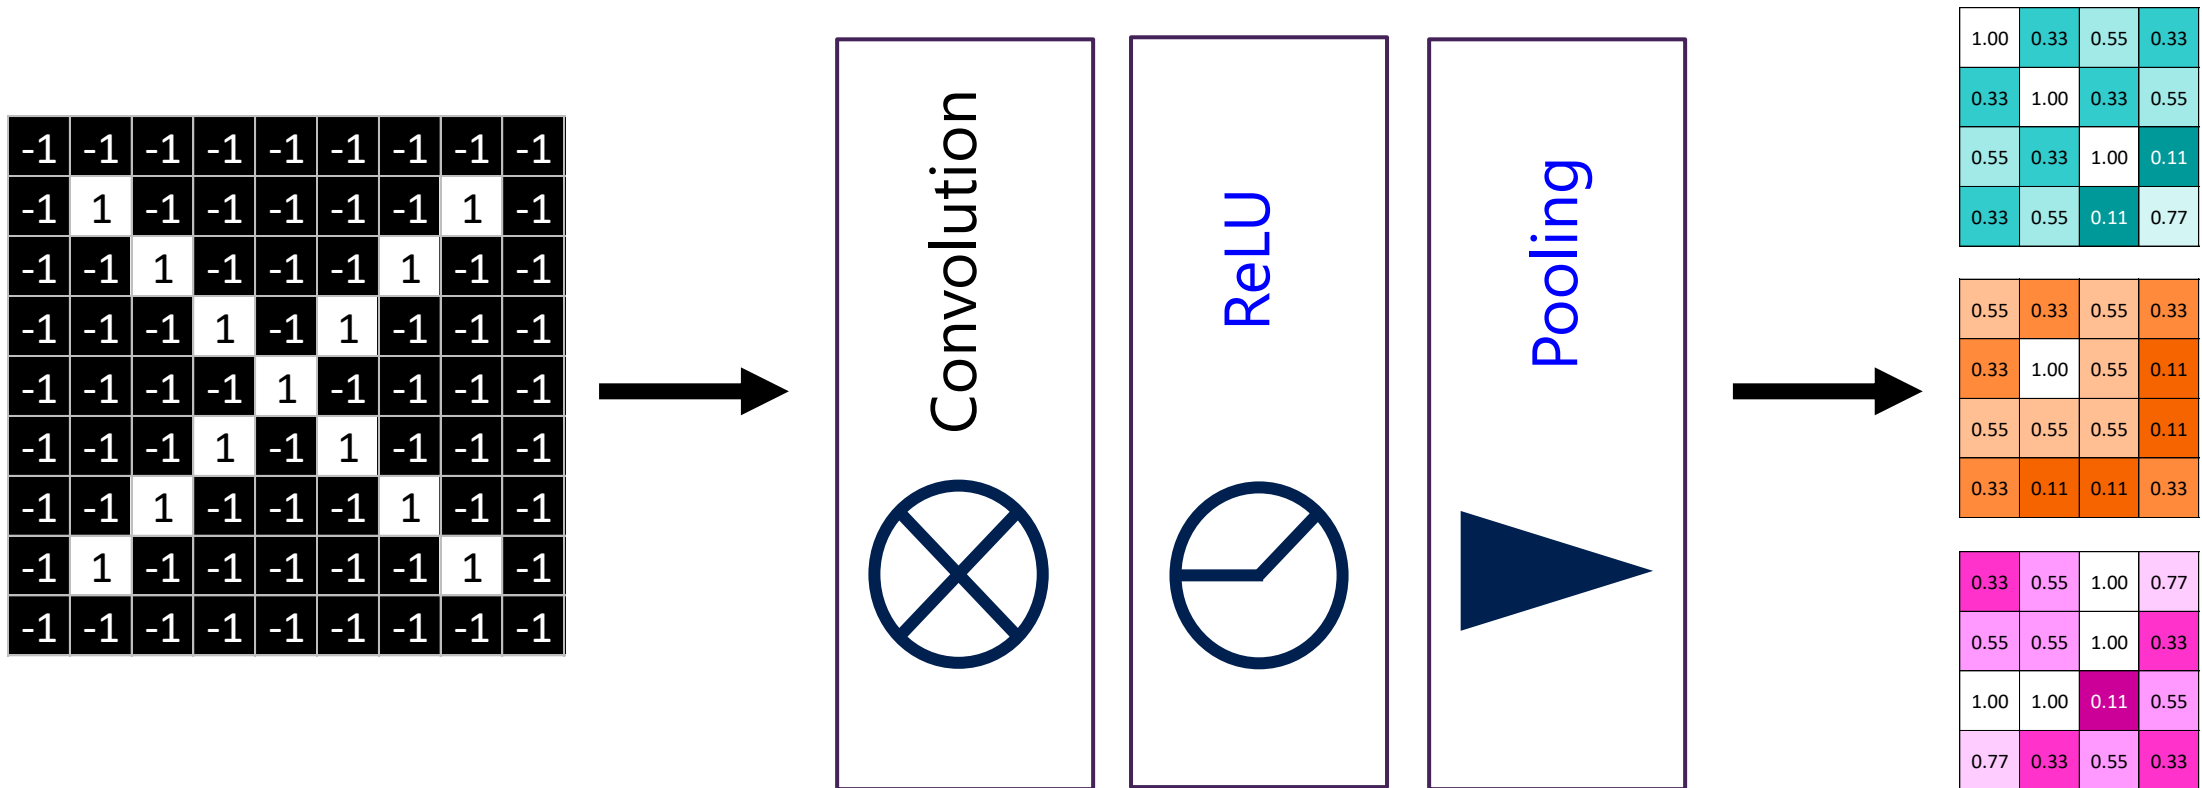 -1 -1 -1 -1 -1 -1 -1 -1 -1
-1 1 -1 -1 -1 -1 -1 1 -1
-1 -1 1 -1 -1 -1 1 -1 -1
-1 -1 -1 1 -1 1 -1 -1 -1
-1 -1 -1 -1 1 -1 -1 -1 -1
-1 -1 -1 1 -1 1 -1 -1 -1
-1 -1 1 -1 -1 -1 1 -1 -1
-1 1 -1 -1 -1 -1 -1 1 -1
-1 -1 -1 -1 -1 -1 -1 -1 -1
Convolution
ReLU
Pooling
1.00 0.33 0.55 0.33
0.33 1.00 0.33 0.55
0.55 0.33 1.00 0.11
0.33 0.55 0.11 0.77
0.55 0.33 0.55 0.33
0.33 1.00 0.55 0.11
0.55 0.55 0.55 0.11
0.33 0.11 0.11 0.33
0.33 0.55 1.00 0.77
0.55 0.55 1.00 0.33
1.00 1.00 0.11 0.55
0.77 0.33 0.55 0.33